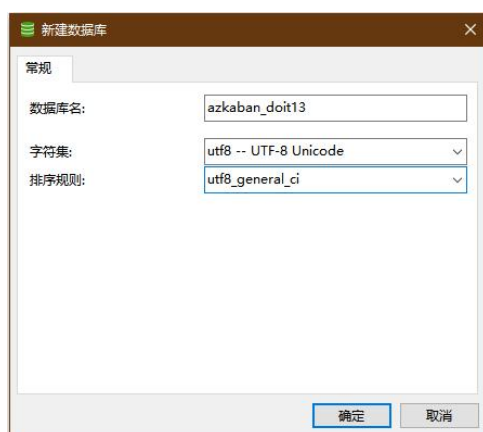 新建数据库
常规
数据库名: azkaban_doit13
字符集: utf8 -- UTF-8 Unicode
排序规则: utf8_general_ci
确定 取消